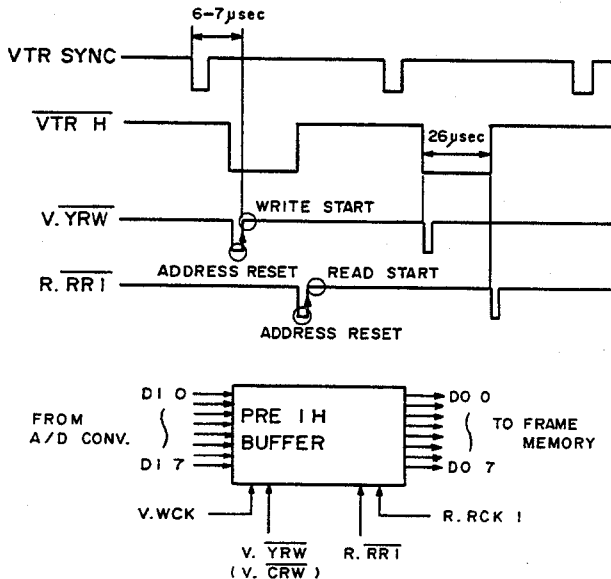 6-7μsec
VTR SYNC
VTR H
26μsec
V. YRW
WRITE START
ADDRESS RESET
READ START
R. RR1
ADDRESS RESET
DI 0
DO 0
FROM
A/D CONV.
PRE 1H
BUFFER
TO FRAME
MEMORY
DI 7
DO 7
V.WCK
R.RCK 1
V. YRW
(V. CRW)
R. RR1